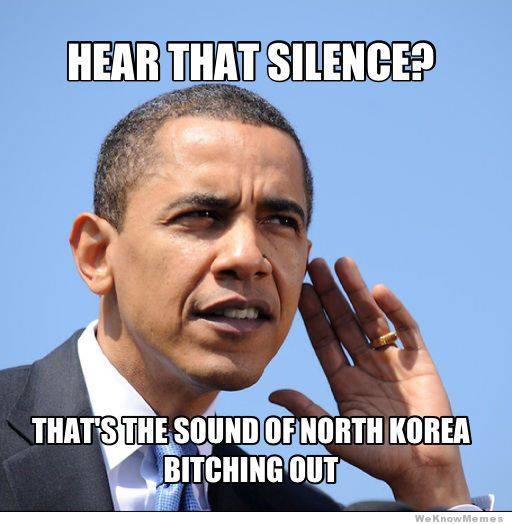 HEAR THAT SILENCE?
THAT'S THE SOUND OF NORTH KOREA
BITCHING OUT
WeKnowMemes